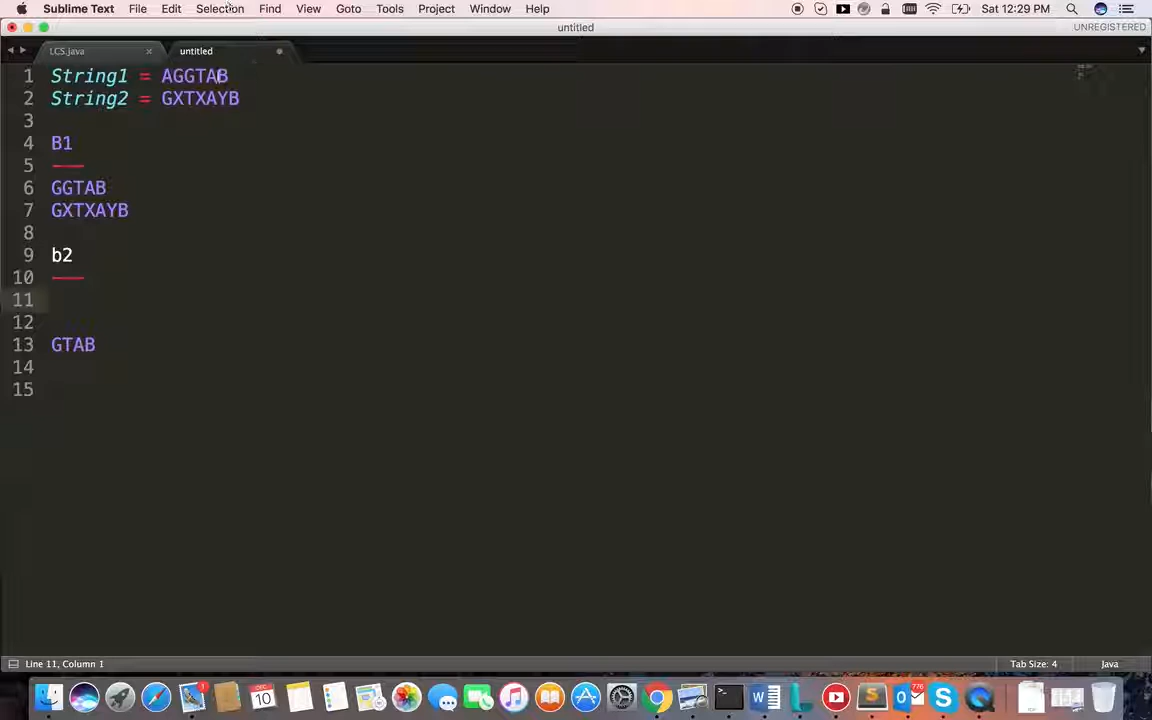 Sublime Text File Edit Selection Find View Goto Tools Project Window Help Sat 12:29 PM
untitled UNREGISTERED
LCS.java × untitled
1 String1 = AGGTAB
2 String2 = GXTXAYB
3
4 B1
5 ———
6 GGTAB
7 GXTXAYB
8
9 b2
10 ———
11
12
13 GTAB
14
15
Line 11, Column 1 Tab Size: 4 Java